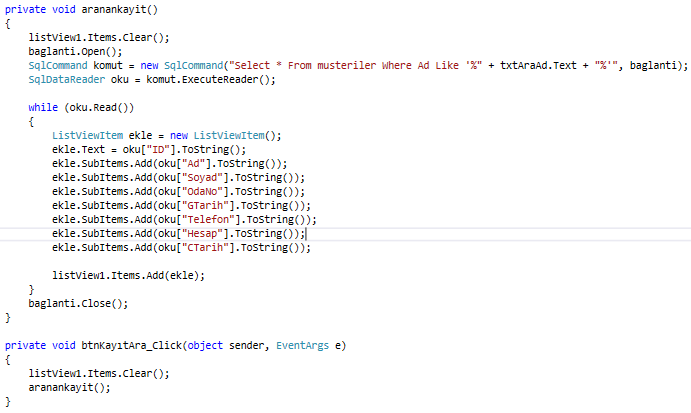 private void aranankayit()
{
    listView1.Items.Clear();
    baglanti.Open();
    SqlCommand komut = new SqlCommand("Select * From musteriler Where Ad Like '%" + txtAraAd.Text + "%'", baglanti);
    SqlDataReader oku = komut.ExecuteReader();

    while (oku.Read())
    {
        ListViewItem ekle = new ListViewItem();
        ekle.Text = oku["ID"].ToString();
        ekle.SubItems.Add(oku["Ad"].ToString());
        ekle.SubItems.Add(oku["Soyad"].ToString());
        ekle.SubItems.Add(oku["OdaNo"].ToString());
        ekle.SubItems.Add(oku["GTarih"].ToString());
        ekle.SubItems.Add(oku["Telefon"].ToString());
        ekle.SubItems.Add(oku["Hesap"].ToString());
        ekle.SubItems.Add(oku["CTarih"].ToString());

        listView1.Items.Add(ekle);
    }
    baglanti.Close();
}

private void btnKayıtAra_Click(object sender, EventArgs e)
{
    listView1.Items.Clear();
    aranankayit();
}